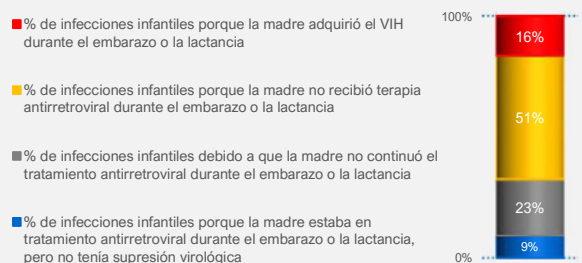 % de infecciones infantiles porque la madre adquirió el VIH
durante el embarazo o la lactancia
% de infecciones infantiles porque la madre no recibió terapia
antirretroviral durante el embarazo o la lactancia
% de infecciones infantiles debido a que la madre no continuó el
tratamiento antirretroviral durante el embarazo o la lactancia
% de infecciones infantiles porque la madre estaba en
tratamiento antirretroviral durante el embarazo o la lactancia,
pero no tenía supresión virológica
100%
16%
51%
23%
9%
0%